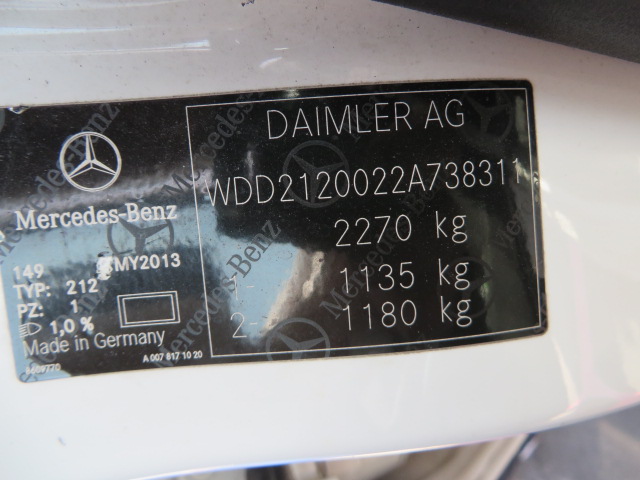 DAIMLER AG
WDD2120022A738311
2270 kg
1- 1135 kg
2- 1180 kg
Mercedes-Benz
149 MY2013
TYP: 212
PZ: 1
1,0 %
Made in Germany
A 007 817 10 20